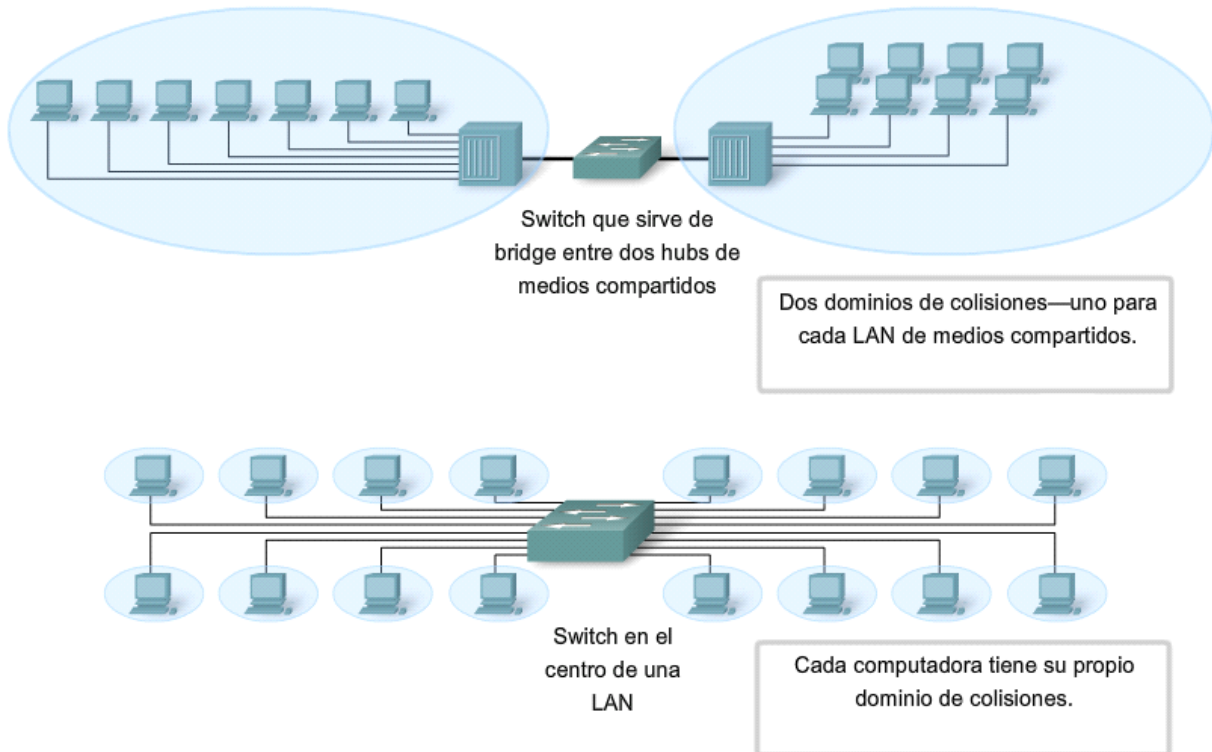 Switch que sirve de
bridge entre dos hubs de
medios compartidos
Dos dominios de colisiones—uno para
cada LAN de medios compartidos.
Switch en el
centro de una
LAN
Cada computadora tiene su propio
dominio de colisiones.